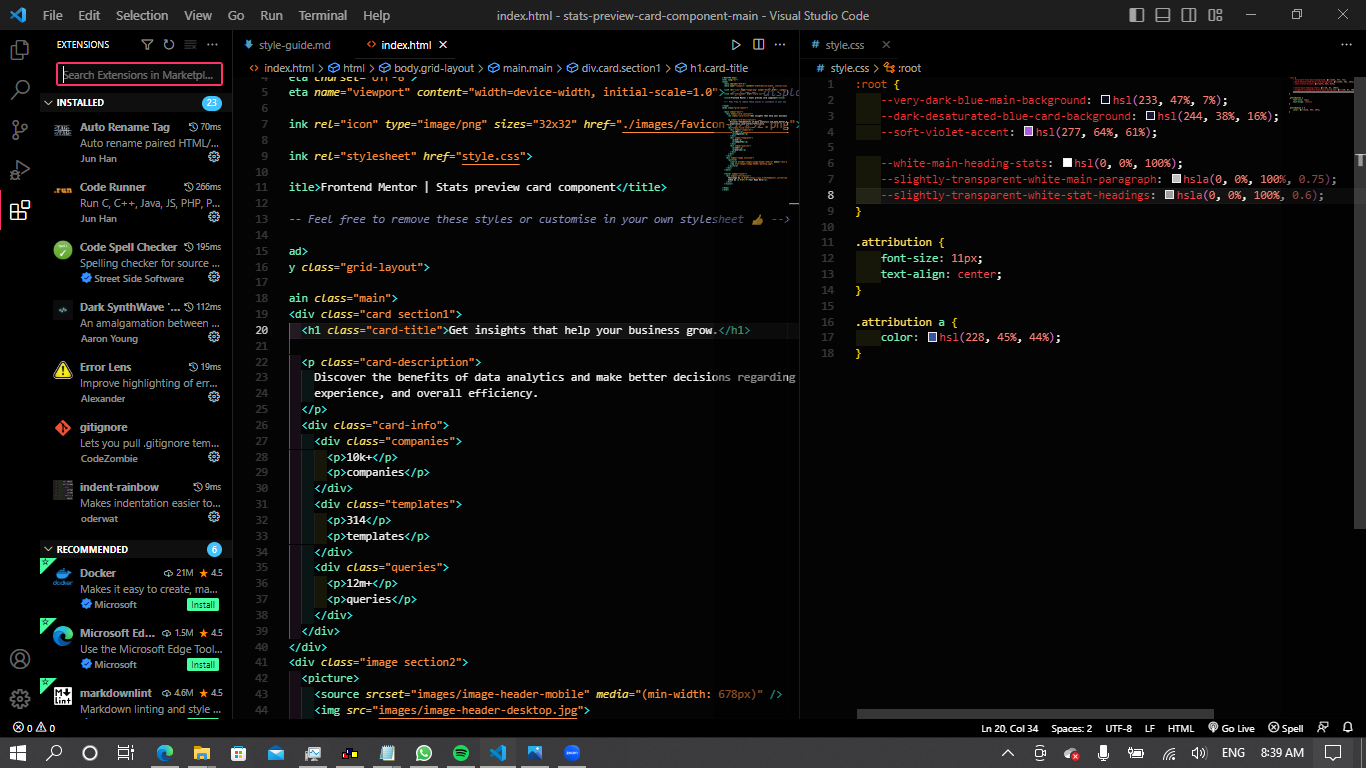 File Edit Selection View Go Run Terminal Help
index.html - stats-preview-card-component-main - Visual Studio Code
EXTENSIONS
Search Extensions in Marketpl...
INSTALLED 23
Auto Rename Tag 70ms
Auto rename paired HTML/...
Jun Han
Code Runner 266ms
Run C, C++, Java, JS, PHP, P...
Jun Han
Code Spell Checker 195ms
Spelling checker for source ...
Street Side Software
Dark SynthWave '... 112ms
An amalgamation between ...
Aaron Young
Error Lens 19ms
Improve highlighting of err...
Alexander
gitignore
Lets you pull .gitignore tem...
CodeZombie
indent-rainbow 9ms
Makes indentation easier to...
oderwat
RECOMMENDED 6
Docker 21M 4.5
Makes it easy to create, ma...
Microsoft Install
Microsoft Ed... 1.5M 4.5
Use the Microsoft Edge Tool...
Microsoft Install
markdownlint 4.6M 4.5
Markdown linting and style ...
style-guide.md index.html
index.html > html > body.grid-layout > main.main > div.card.section1 > h1.card-title
5 eta name="viewport" content="width=device-width, initial-scale=1.0">
6
7 ink rel="icon" type="image/png" sizes="32x32" href="./images/favicon-32x32.png">
8
9 ink rel="stylesheet" href="style.css">
10
11 itle>Frontend Mentor | Stats preview card component</title>
12
13 -- Feel free to remove these styles or customise in your own stylesheet 👍 -->
14
15 ad>
16 y class="grid-layout">
17
18 ain class="main">
19 <div class="card section1">
20 <h1 class="card-title">Get insights that help your business grow.</h1>
21
22 <p class="card-description">
23 Discover the benefits of data analytics and make better decisions regarding
24 experience, and overall efficiency.
25 </p>
26 <div class="card-info">
27 <div class="companies">
28 <p>10k+</p>
29 <p>companies</p>
30 </div>
31 <div class="templates">
32 <p>314</p>
33 <p>templates</p>
34 </div>
35 <div class="queries">
36 <p>12m+</p>
37 <p>queries</p>
38 </div>
39 </div>
40 </div>
41 <div class="image section2">
42 <picture>
43 <source srcset="images/image-header-mobile" media="(min-width: 678px)" />
44 <img src="images/image-header-desktop.jpg">
style.css
style.css > :root
1 :root {
2 --very-dark-blue-main-background: hsl(233, 47%, 7%);
3 --dark-desaturated-blue-card-background: hsl(244, 38%, 16%);
4 --soft-violet-accent: hsl(277, 64%, 61%);
5
6 --white-main-heading-stats: hsl(0, 0%, 100%);
7 --slightly-transparent-white-main-paragraph: hsla(0, 0%, 100%, 0.75);
8 --slightly-transparent-white-stat-headings: hsla(0, 0%, 100%, 0.6);
9 }
10
11 .attribution {
12 font-size: 11px;
13 text-align: center;
14 }
15
16 .attribution a {
17 color: hsl(228, 45%, 44%);
18 }
0 0 Ln 20, Col 34 Spaces: 2 UTF-8 LF HTML Go Live Spell
ENG 8:39 AM